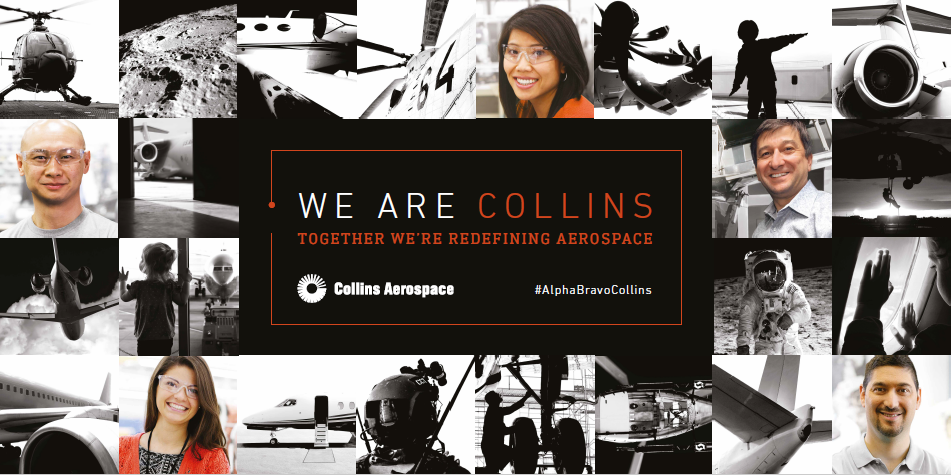 64
WE ARE COLLINS
TOGETHER WE'RE REDEFINING AEROSPACE
Collins Aerospace
#AlphaBravoCollins